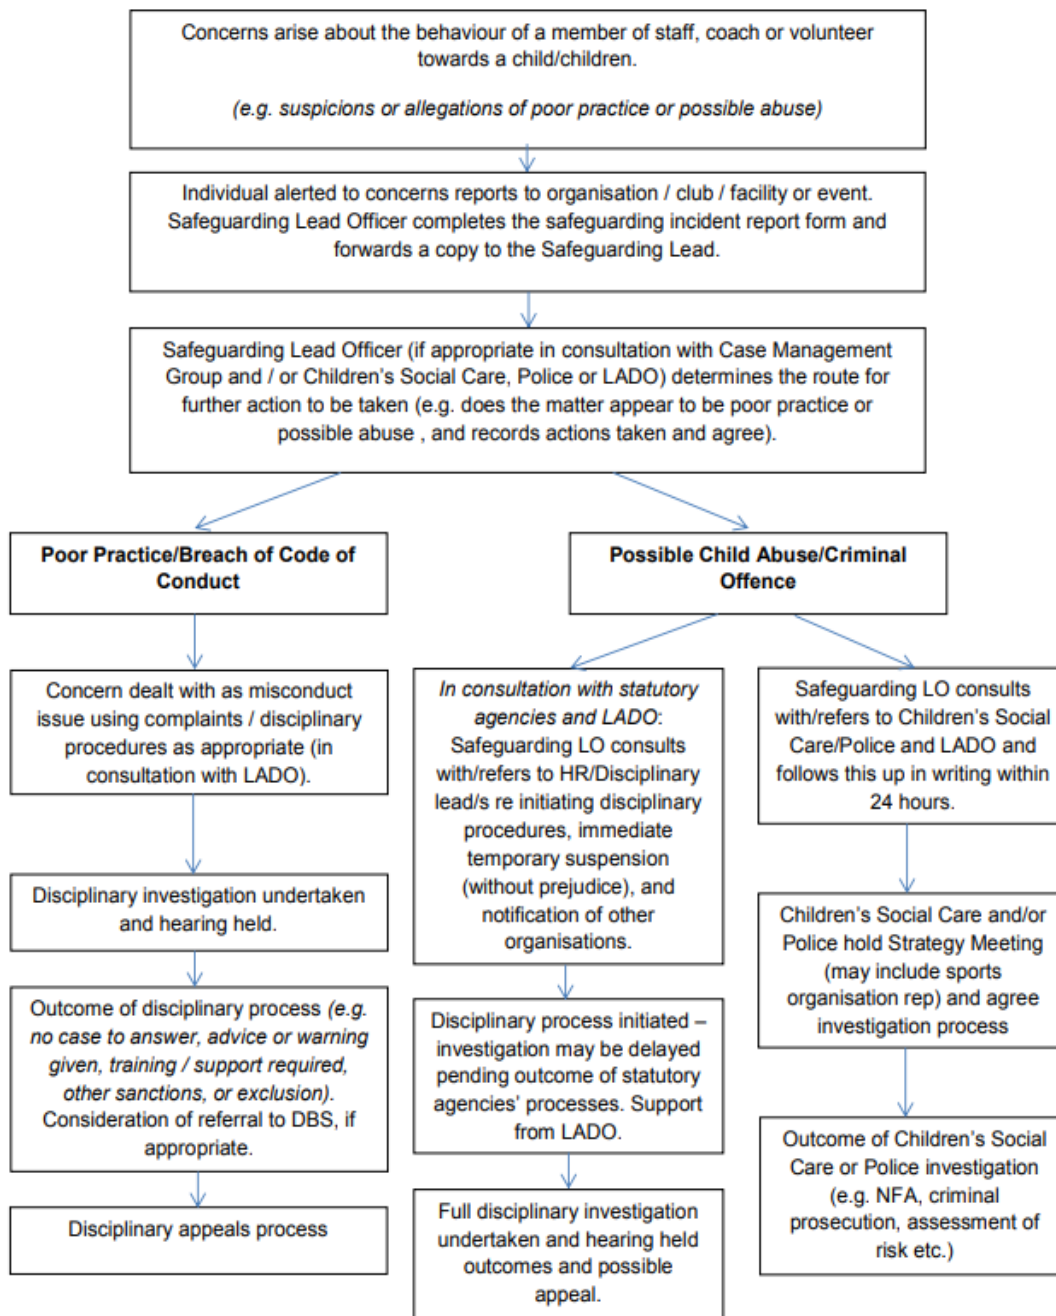 Concerns arise about the behaviour of a member of staff, coach or volunteer
towards a child/children.
(e.g. suspicions or allegations of poor practice or possible abuse)
Individual alerted to concerns reports to organisation / club / facility or event.
Safeguarding Lead Officer completes the safeguarding incident report form and
forwards a copy to the Safeguarding Lead.
Safeguarding Lead Officer (if appropriate in consultation with Case Management
Group and / or Children's Social Care, Police or LADO) determines the route for
further action to be taken (e.g. does the matter appear to be poor practice or
possible abuse , and records actions taken and agree).
Poor Practice/Breach of Code of
Conduct
Concern dealt with as misconduct
issue using complaints / disciplinary
procedures as appropriate (in
consultation with LADO).
Disciplinary investigation undertaken
and hearing held.
Outcome of disciplinary process (e.g.
no case to answer, advice or warning
given, training / support required,
other sanctions, or exclusion).
Consideration of referral to DBS, if
appropriate.
Disciplinary appeals process
Possible Child Abuse/Criminal
Offence
In consultation with statutory
agencies and LADO:
Safeguarding LO consults
with/refers to HR/Disciplinary
lead/s re initiating disciplinary
procedures, immediate
temporary suspension
(without prejudice), and
notification of other
organisations.
Disciplinary process initiated –
investigation may be delayed
pending outcome of statutory
agencies' processes. Support
from LADO.
Full disciplinary investigation
undertaken and hearing held
outcomes and possible
appeal.
Safeguarding LO consults
with/refers to Children's Social
Care/Police and LADO and
follows this up in writing within
24 hours.
Children's Social Care and/or
Police hold Strategy Meeting
(may include sports
organisation rep) and agree
investigation process
Outcome of Children's Social
Care or Police investigation
(e.g. NFA, criminal
prosecution, assessment of
risk etc.)